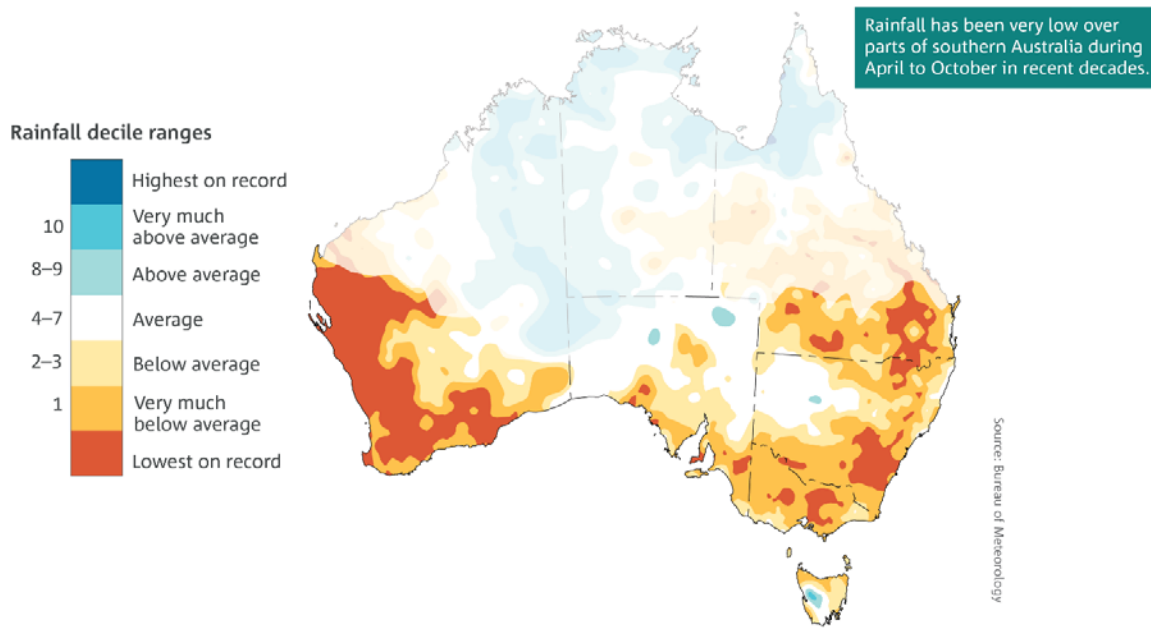 Rainfall has been very low over
parts of southern Australia during
April to October in recent decades.
Rainfall decile ranges
Highest on record
10
Very much
above average
8–9
Above average
4–7
Average
2–3
Below average
1
Very much
below average
Lowest on record
Source: Bureau of Meteorology